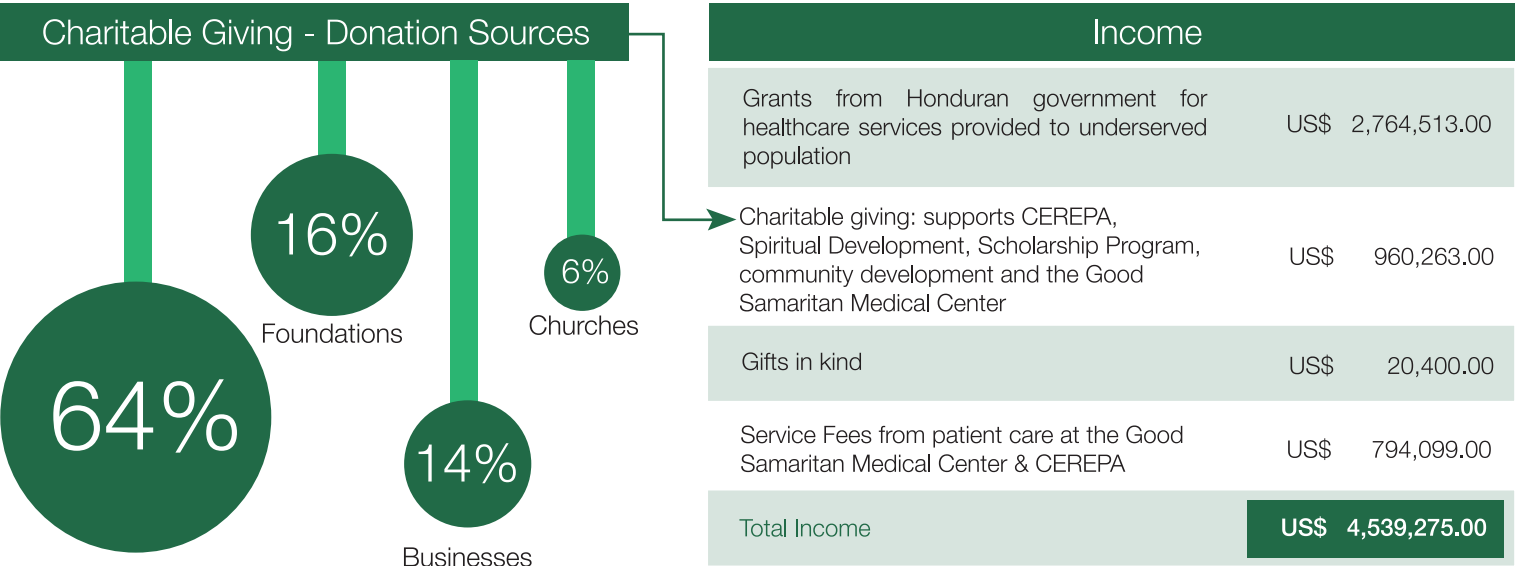 Charitable Giving - Donation Sources
64%
16%
Foundations
14%
Businesses
6%
Churches
Income
Grants from Honduran government for
healthcare services provided to underserved
population
US$ 2,764,513.00
Charitable giving: supports CEREPA,
Spiritual Development, Scholarship Program,
community development and the Good
Samaritan Medical Center
US$ 960,263.00
Gifts in kind
US$ 20,400.00
Service Fees from patient care at the Good
Samaritan Medical Center & CEREPA
US$ 794,099.00
Total Income
US$ 4,539,275.00